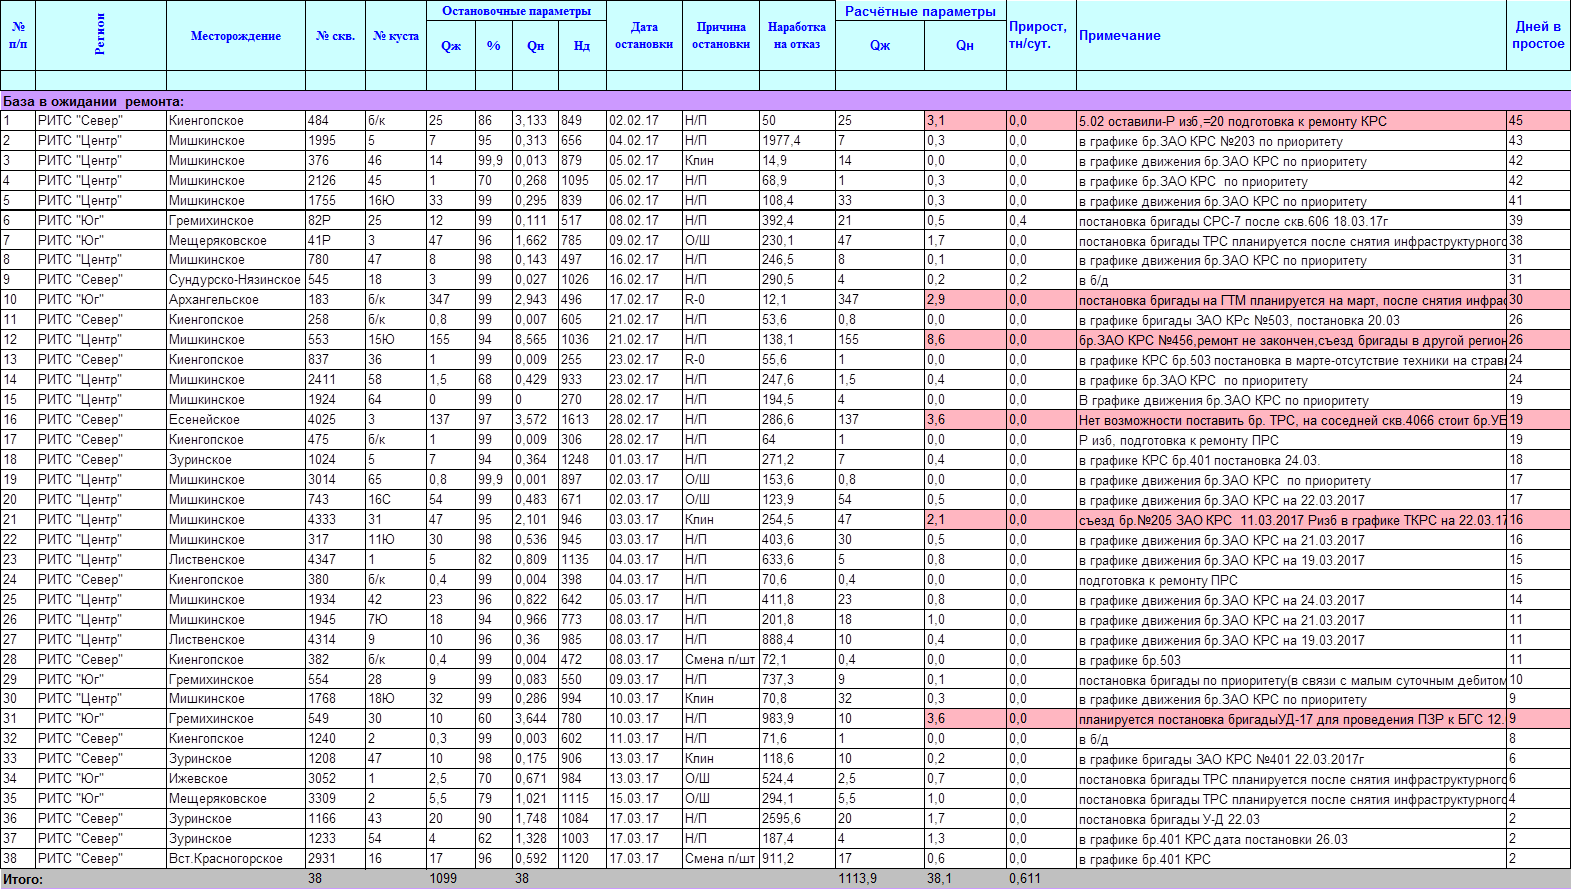 № п/п Регион Месторождение № скв. № куста Остановочные параметры Дата остановки Причина остановки Наработка на отказ Расчётные параметры Прирост, тн/сут. Примечание Дней в простое
Qж % Qн Нд Qж Qн
База в ожидании ремонта:
1 РИТС "Север" Киенгопское 484 б/к 25 86 3,133 849 02.02.17 Н/П 50 25 3,1 0,0 5.02 оставили-Р изб,=20 подготовка к ремонту КРС 45
2 РИТС "Центр" Мишкинское 1995 5 7 95 0,313 656 04.02.17 Н/П 1977,4 7 0,3 0,0 в графике бр.ЗАО КРС №203 по приоритету 43
3 РИТС "Центр" Мишкинское 376 46 14 99,9 0,013 879 05.02.17 Клин 14,9 14 0,0 0,0 в графике движения бр.ЗАО КРС по приоритету 42
4 РИТС "Центр" Мишкинское 2126 45 1 70 0,268 1095 05.02.17 Н/П 68,9 1 0,3 0,0 в графике бр.ЗАО КРС по приоритету 42
5 РИТС "Центр" Мишкинское 1755 16Ю 33 99 0,295 839 06.02.17 Н/П 108,4 33 0,3 0,0 в графике движения бр.ЗАО КРС по приоритету 41
6 РИТС "Юг" Гремихинское 82Р 25 12 99 0,111 517 08.02.17 Н/П 392,4 21 0,5 0,4 постановка бригады СРС-7 после скв.606 18.03.17г 39
7 РИТС "Юг" Мещеряковское 41Р 3 47 96 1,662 785 09.02.17 О/Ш 230,1 47 1,7 0,0 постановка бригады ТРС планируется после снятия инфраструктурного 38
8 РИТС "Центр" Мишкинское 780 47 8 98 0,143 497 16.02.17 Н/П 246,5 8 0,1 0,0 в графике движения бр.ЗАО КРС по приоритету 31
9 РИТС "Север" Сундурско-Нязинское 545 18 3 99 0,027 1026 16.02.17 Н/П 290,5 4 0,2 0,2 в б/д 31
10 РИТС "Юг" Архангельское 183 б/к 347 99 2,943 496 17.02.17 R-0 12,1 347 2,9 0,0 постановка бригады на ГТМ планируется на март, после снятия инфрас 30
11 РИТС "Север" Киенгопское 258 б/к 0,8 99 0,007 605 21.02.17 Н/П 53,6 0,8 0,0 0,0 в графике бригады ЗАО КРс №503, постановка 20.03 26
12 РИТС "Центр" Мишкинское 553 15Ю 155 94 8,565 1036 21.02.17 Н/П 138,1 155 8,6 0,0 бр.ЗАО КРС №456,ремонт не закончен,съезд бригады в другой регион 26
13 РИТС "Север" Киенгопское 837 36 1 99 0,009 255 23.02.17 R-0 55,6 1 0,0 0,0 в графике КРС бр.503 постановка в марте-отсутствие техники на страви 24
14 РИТС "Центр" Мишкинское 2411 58 1,5 68 0,429 933 23.02.17 Н/П 247,6 1,5 0,4 0,0 в графике бр.ЗАО КРС по приоритету 24
15 РИТС "Центр" Мишкинское 1924 64 0 99 0 270 28.02.17 Н/П 194,5 4 0,0 0,0 В графике движения бр.ЗАО КРС по приоритету 19
16 РИТС "Север" Есенейское 4025 3 137 97 3,572 1613 28.02.17 Н/П 286,6 137 3,6 0,0 Нет возможности поставить бр. ТРС, на соседней скв.4066 стоит бр.УБ 19
17 РИТС "Север" Киенгопское 475 б/к 1 99 0,009 306 28.02.17 Н/П 64 1 0,0 0,0 Р изб, подготовка к ремонту ПРС 19
18 РИТС "Север" Зуринское 1024 5 7 94 0,364 1248 01.03.17 Н/П 271,2 7 0,4 0,0 в графике КРС бр.401 постановка 24.03. 18
19 РИТС "Центр" Мишкинское 3014 65 0,8 99,9 0,001 897 02.03.17 О/Ш 153,6 0,8 0,0 0,0 в графике движения бр.ЗАО КРС по приоритету 17
20 РИТС "Центр" Мишкинское 743 16С 54 99 0,483 671 02.03.17 О/Ш 123,9 54 0,5 0,0 в графике движения бр.ЗАО КРС на 22.03.2017 17
21 РИТС "Центр" Мишкинское 4333 31 47 95 2,101 946 03.03.17 Клин 254,5 47 2,1 0,0 съезд бр.№205 ЗАО КРС 11.03.2017 Ризб в графике ТКРС на 22.03.17 16
22 РИТС "Центр" Мишкинское 317 11Ю 30 98 0,536 945 03.03.17 Н/П 403,6 30 0,5 0,0 в графике движения бр.ЗАО КРС на 21.03.2017 16
23 РИТС "Центр" Лиственское 4347 1 5 82 0,809 1135 04.03.17 Н/П 633,6 5 0,8 0,0 в графике движения бр.ЗАО КРС на 19.03.2017 15
24 РИТС "Север" Киенгопское 380 б/к 0,4 99 0,004 398 04.03.17 Н/П 70,6 0,4 0,0 0,0 подготовка к ремонту ПРС 15
25 РИТС "Центр" Мишкинское 1934 42 23 96 0,822 642 05.03.17 Н/П 411,8 23 0,8 0,0 в графике движения бр.ЗАО КРС на 24.03.2017 14
26 РИТС "Центр" Мишкинское 1945 7Ю 18 94 0,966 773 08.03.17 Н/П 201,8 18 1,0 0,0 в графике движения бр.ЗАО КРС на 21.03.2017 11
27 РИТС "Центр" Лиственское 4314 9 10 96 0,36 985 08.03.17 Н/П 888,4 10 0,4 0,0 в графике движения бр.ЗАО КРС на 19.03.2017 11
28 РИТС "Север" Киенгопское 382 б/к 0,4 99 0,004 472 08.03.17 Смена п/шт 72,1 0,4 0,0 0,0 в графике бр.503 11
29 РИТС "Юг" Гремихинское 554 28 9 99 0,083 550 09.03.17 Н/П 737,3 9 0,1 0,0 постановка бригады по приоритету(в связи с малым суточным дебитом 10
30 РИТС "Центр" Мишкинское 1768 18Ю 32 99 0,286 994 10.03.17 Клин 70,8 32 0,3 0,0 в графике движения бр.ЗАО КРС по приоритету 9
31 РИТС "Юг" Гремихинское 549 30 10 60 3,644 780 10.03.17 Н/П 983,9 10 3,6 0,0 планируется постановка бригадыУД-17 для проведения ПЗР к БГС 12. 9
32 РИТС "Север" Киенгопское 1240 2 0,3 99 0,003 602 11.03.17 Н/П 71,6 1 0,0 0,0 в б/д 8
33 РИТС "Север" Зуринское 1208 47 10 98 0,175 906 13.03.17 Клин 118,6 10 0,2 0,0 в графике бригады ЗАО КРС №401 22.03.2017г 6
34 РИТС "Юг" Ижевское 3052 1 2,5 70 0,671 984 13.03.17 О/Ш 524,4 2,5 0,7 0,0 постановка бригады ТРС планируется после снятия инфраструктурного 6
35 РИТС "Юг" Мещеряковское 3309 2 5,5 79 1,021 1115 15.03.17 О/Ш 294,1 5,5 1,0 0,0 постановка бригады ТРС планируется после снятия инфраструктурного 4
36 РИТС "Север" Зуринское 1166 43 20 90 1,748 1084 17.03.17 Н/П 2595,6 20 1,7 0,0 постановка бригады У-Д 22.03 2
37 РИТС "Север" Зуринское 1233 54 4 62 1,328 1003 17.03.17 Н/П 187,4 4 1,3 0,0 в графике бр.401 КРС дата постановки 26.03 2
38 РИТС "Север" Вст.Красногорское 2931 16 17 96 0,592 1120 17.03.17 Смена п/шт 911,2 17 0,6 0,0 в графике бр.401 КРС 2
Итого: 38 1099 38 1113,9 38,1 0,611